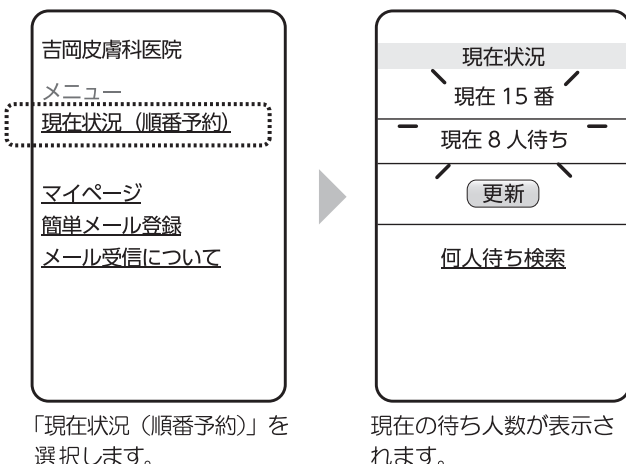 吉岡皮膚科医院
メニュー
現在状況（順番予約）
マイページ
簡単メール登録
メール受信について
「現在状況（順番予約）」を
選択します。
現在状況
現在 15 番
現在 8 人待ち
更新
何人待ち検索
現在の待ち人数が表示さ
れます。